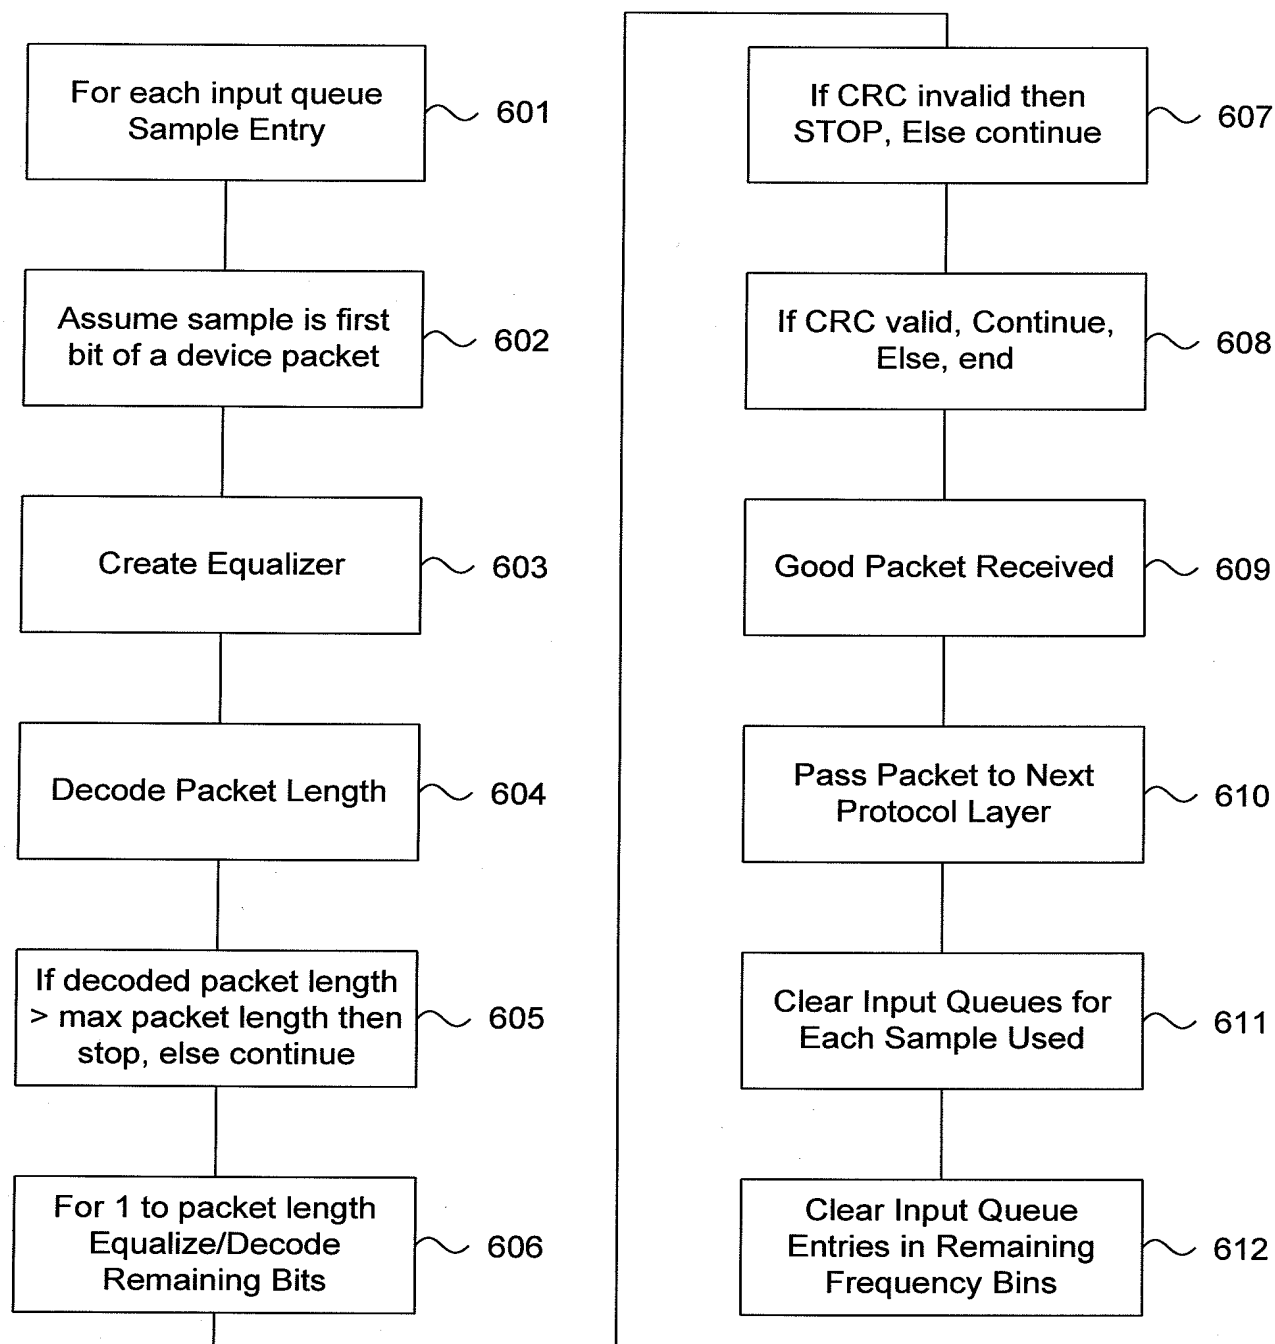 For each input queue
Sample Entry
601
Assume sample is first
bit of a device packet
602
Create Equalizer
603
Decode Packet Length
604
If decoded packet length
> max packet length then
stop, else continue
605
For 1 to packet length
Equalize/Decode
Remaining Bits
606
If CRC invalid then
STOP, Else continue
607
If CRC valid, Continue,
Else, end
608
Good Packet Received
609
Pass Packet to Next
Protocol Layer
610
Clear Input Queues for
Each Sample Used
611
Clear Input Queue
Entries in Remaining
Frequency Bins
612